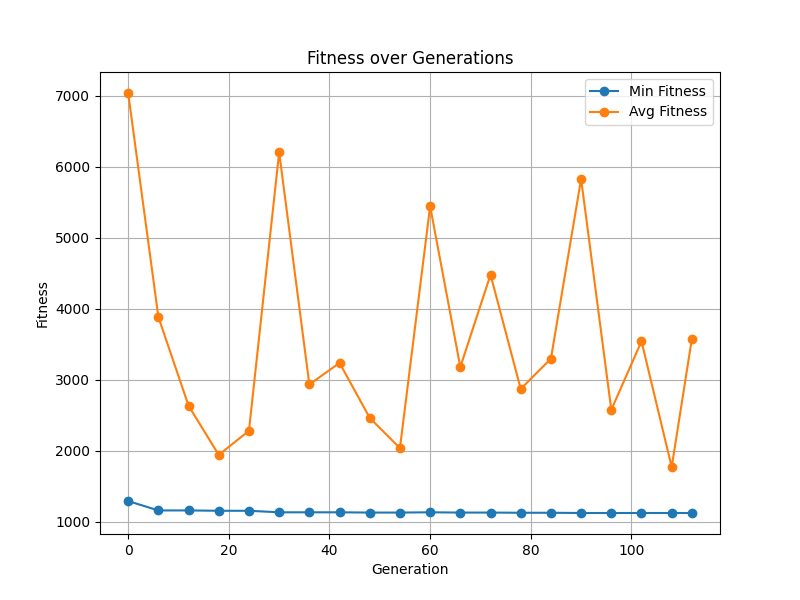 Fitness over Generations
Min Fitness
Avg Fitness
7000
6000
5000
4000
3000
2000
1000
Fitness
0 20 40 60 80 100
Generation